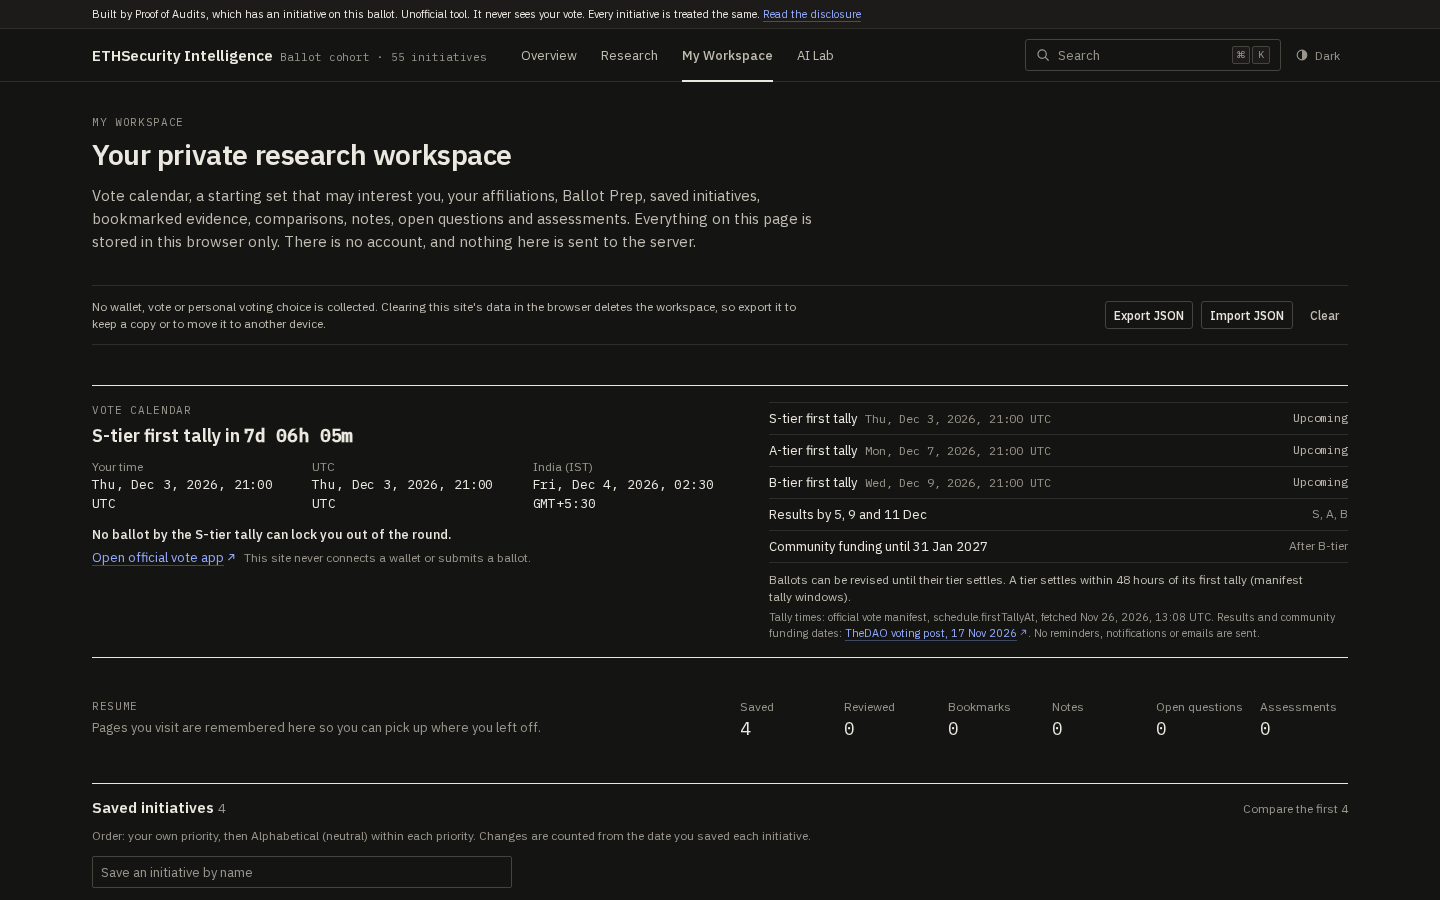 Built by Proof of Audits, which has an initiative on this ballot. Unofficial tool. It never sees your vote. Every initiative is treated the same. Read the disclosure
ETHSecurity Intelligence Ballot cohort · 55 initiatives Overview Research My Workspace AI Lab Search ⌘ K Dark
MY WORKSPACE
Your private research workspace
Vote calendar, a starting set that may interest you, your affiliations, Ballot Prep, saved initiatives,
bookmarked evidence, comparisons, notes, open questions and assessments. Everything on this page is
stored in this browser only. There is no account, and nothing here is sent to the server.
No wallet, vote or personal voting choice is collected. Clearing this site's data in the browser deletes the workspace, so export it to
keep a copy or to move it to another device.
Export JSON Import JSON Clear
VOTE CALENDAR
S-tier first tally in 7d 06h 05m
Your time UTC India (IST)
Thu, Dec 3, 2026, 21:00 Thu, Dec 3, 2026, 21:00 Fri, Dec 4, 2026, 02:30
UTC UTC GMT+5:30
No ballot by the S-tier tally can lock you out of the round.
Open official vote app ↗ This site never connects a wallet or submits a ballot.
S-tier first tally Thu, Dec 3, 2026, 21:00 UTC Upcoming
A-tier first tally Mon, Dec 7, 2026, 21:00 UTC Upcoming
B-tier first tally Wed, Dec 9, 2026, 21:00 UTC Upcoming
Results by 5, 9 and 11 Dec S, A, B
Community funding until 31 Jan 2027 After B-tier
Ballots can be revised until their tier settles. A tier settles within 48 hours of its first tally (manifest
tally windows).
Tally times: official vote manifest, schedule.firstTallyAt, fetched Nov 26, 2026, 13:08 UTC. Results and community
funding dates: TheDAO voting post, 17 Nov 2026 ↗. No reminders, notifications or emails are sent.
RESUME
Pages you visit are remembered here so you can pick up where you left off.
Saved Reviewed Bookmarks Notes Open questions Assessments
4 0 0 0 0 0
Saved initiatives 4
Compare the first 4
Order: your own priority, then Alphabetical (neutral) within each priority. Changes are counted from the date you saved each initiative.
Save an initiative by name